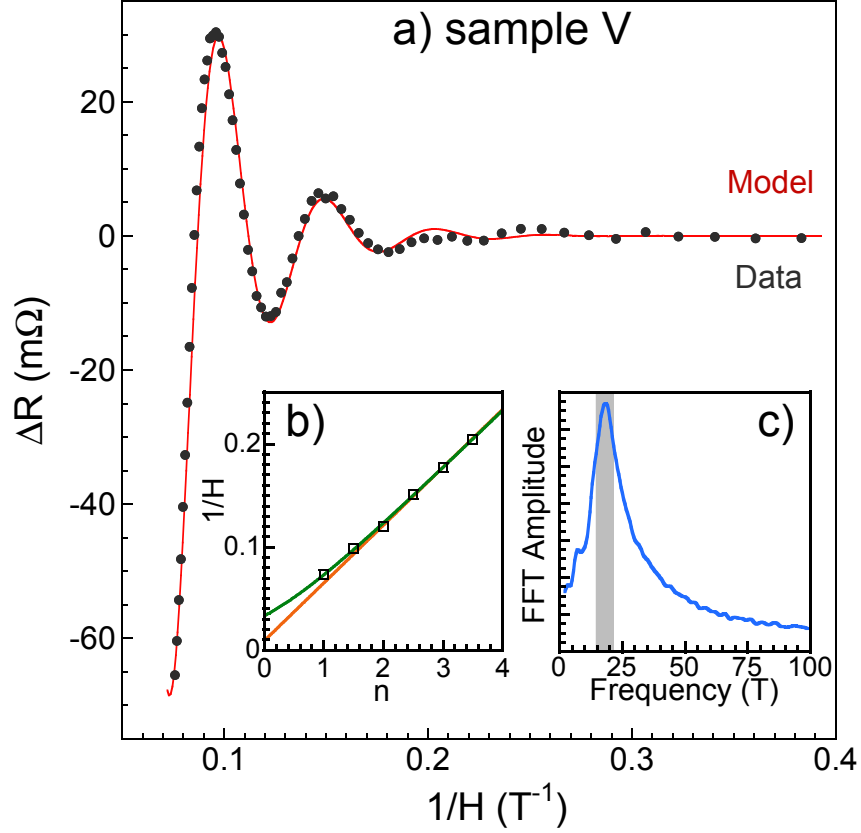 a) sample V
20
0
-20
-40
-60
ΔR (mΩ)
Model
Data
b)
0.2
0.1
0
1/H
0 1 2 3 4
n
c)
FFT Amplitude
0 25 50 75 100
Frequency (T)
0.1 0.2 0.3 0.4
1/H (T⁻¹)